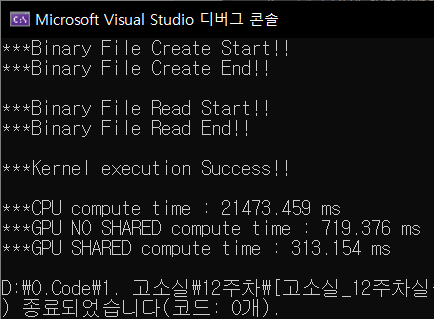 Microsoft Visual Studio 디버그 콘솔
***Binary File Create Start!!
***Binary File Create End!!
***Binary File Read Start!!
***Binary File Read End!!
***Kernel execution Success!!
***CPU compute time : 21473.459 ms
***GPU NO SHARED compute time : 719.376 ms
***GPU SHARED compute time : 313.154 ms
D:₩0.Code₩1. 고소실₩12주차₩[고소실_12주차실
) 종료되었습니다(코드: 0개).